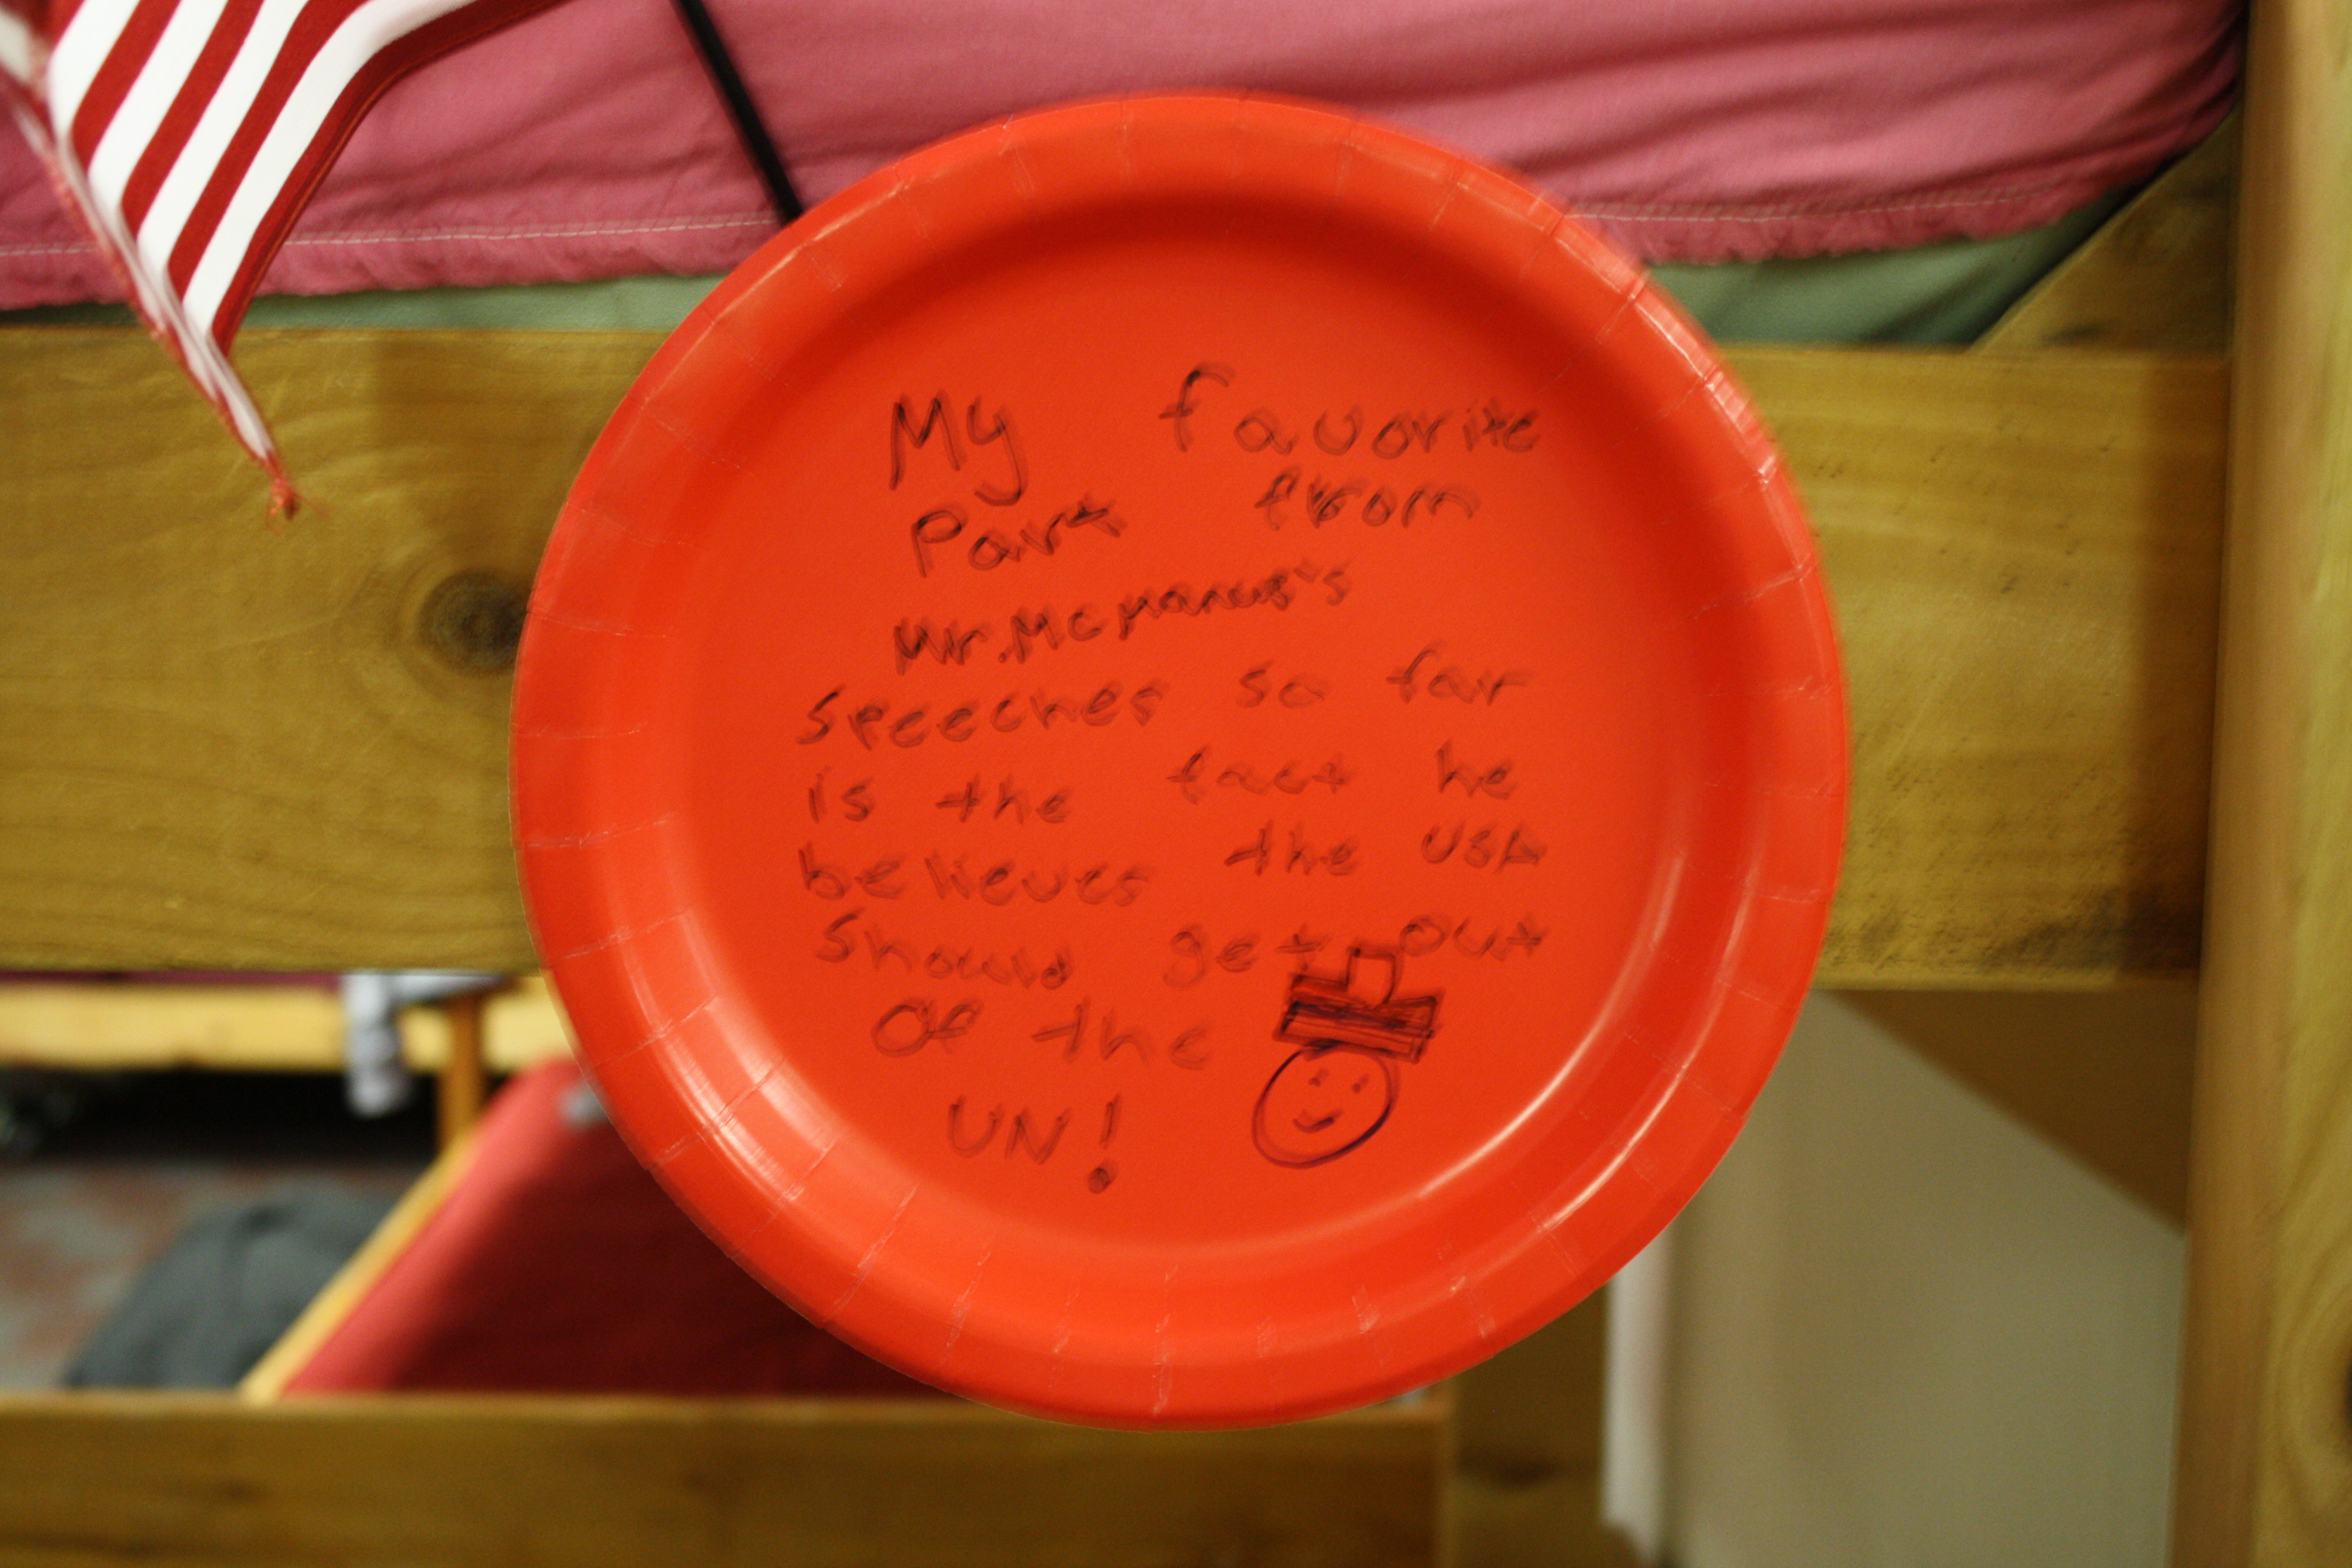 My favorite
Part from
Mr. McManus's
speeches so far
is the fact he
believes the USA
should get out
of the
UN!